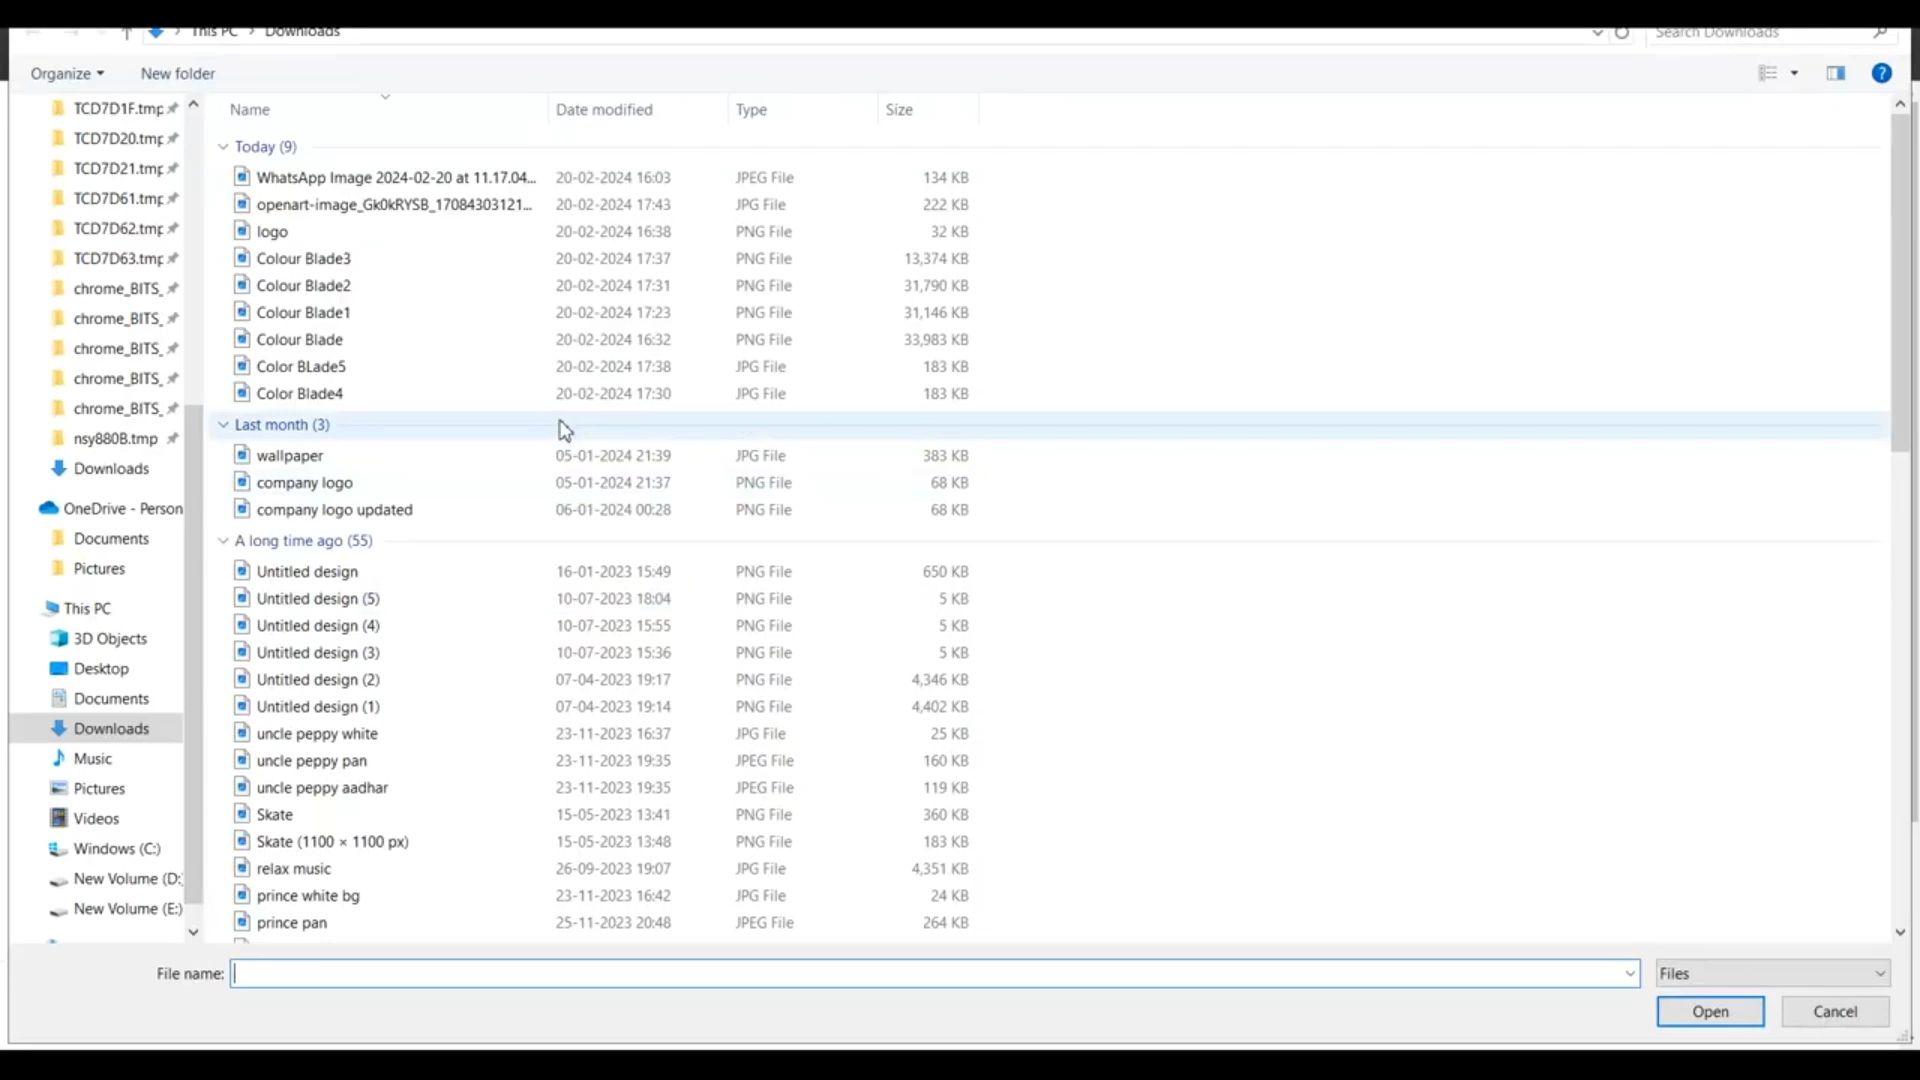 This PC > Downloads
Search Downloads
Organize
New folder
TCD7D1F.tmp
TCD7D20.tmp
TCD7D21.tmp
TCD7D61.tmp
TCD7D62.tmp
TCD7D63.tmp
chrome_BITS_
chrome_BITS_
chrome_BITS_
chrome_BITS_
chrome_BITS_
nsy880B.tmp
Downloads
OneDrive - Person
Documents
Pictures
This PC
3D Objects
Desktop
Documents
Downloads
Music
Pictures
Videos
Windows (C:)
New Volume (D:
New Volume (E:)
Name Date modified Type Size
Today (9)
WhatsApp Image 2024-02-20 at 11.17.04... 20-02-2024 16:03 JPEG File 134 KB
openart-image_Gk0kRYSB_17084303121... 20-02-2024 17:43 JPG File 222 KB
logo 20-02-2024 16:38 PNG File 32 KB
Colour Blade3 20-02-2024 17:37 PNG File 13,374 KB
Colour Blade2 20-02-2024 17:31 PNG File 31,790 KB
Colour Blade1 20-02-2024 17:23 PNG File 31,146 KB
Colour Blade 20-02-2024 16:32 PNG File 33,983 KB
Color BLade5 20-02-2024 17:38 JPG File 183 KB
Color Blade4 20-02-2024 17:30 JPG File 183 KB
Last month (3)
wallpaper 05-01-2024 21:39 JPG File 383 KB
company logo 05-01-2024 21:37 PNG File 68 KB
company logo updated 06-01-2024 00:28 PNG File 68 KB
A long time ago (55)
Untitled design 16-01-2023 15:49 PNG File 650 KB
Untitled design (5) 10-07-2023 18:04 PNG File 5 KB
Untitled design (4) 10-07-2023 15:55 PNG File 5 KB
Untitled design (3) 10-07-2023 15:36 PNG File 5 KB
Untitled design (2) 07-04-2023 19:17 PNG File 4,346 KB
Untitled design (1) 07-04-2023 19:14 PNG File 4,402 KB
uncle peppy white 23-11-2023 16:37 JPG File 25 KB
uncle peppy pan 23-11-2023 19:35 JPEG File 160 KB
uncle peppy aadhar 23-11-2023 19:35 JPEG File 119 KB
Skate 15-05-2023 13:41 PNG File 360 KB
Skate (1100 × 1100 px) 15-05-2023 13:48 PNG File 183 KB
relax music 26-09-2023 19:07 JPG File 4,351 KB
prince white bg 23-11-2023 16:42 JPG File 24 KB
prince pan 25-11-2023 20:48 JPEG File 264 KB
File name:
Files
Open
Cancel